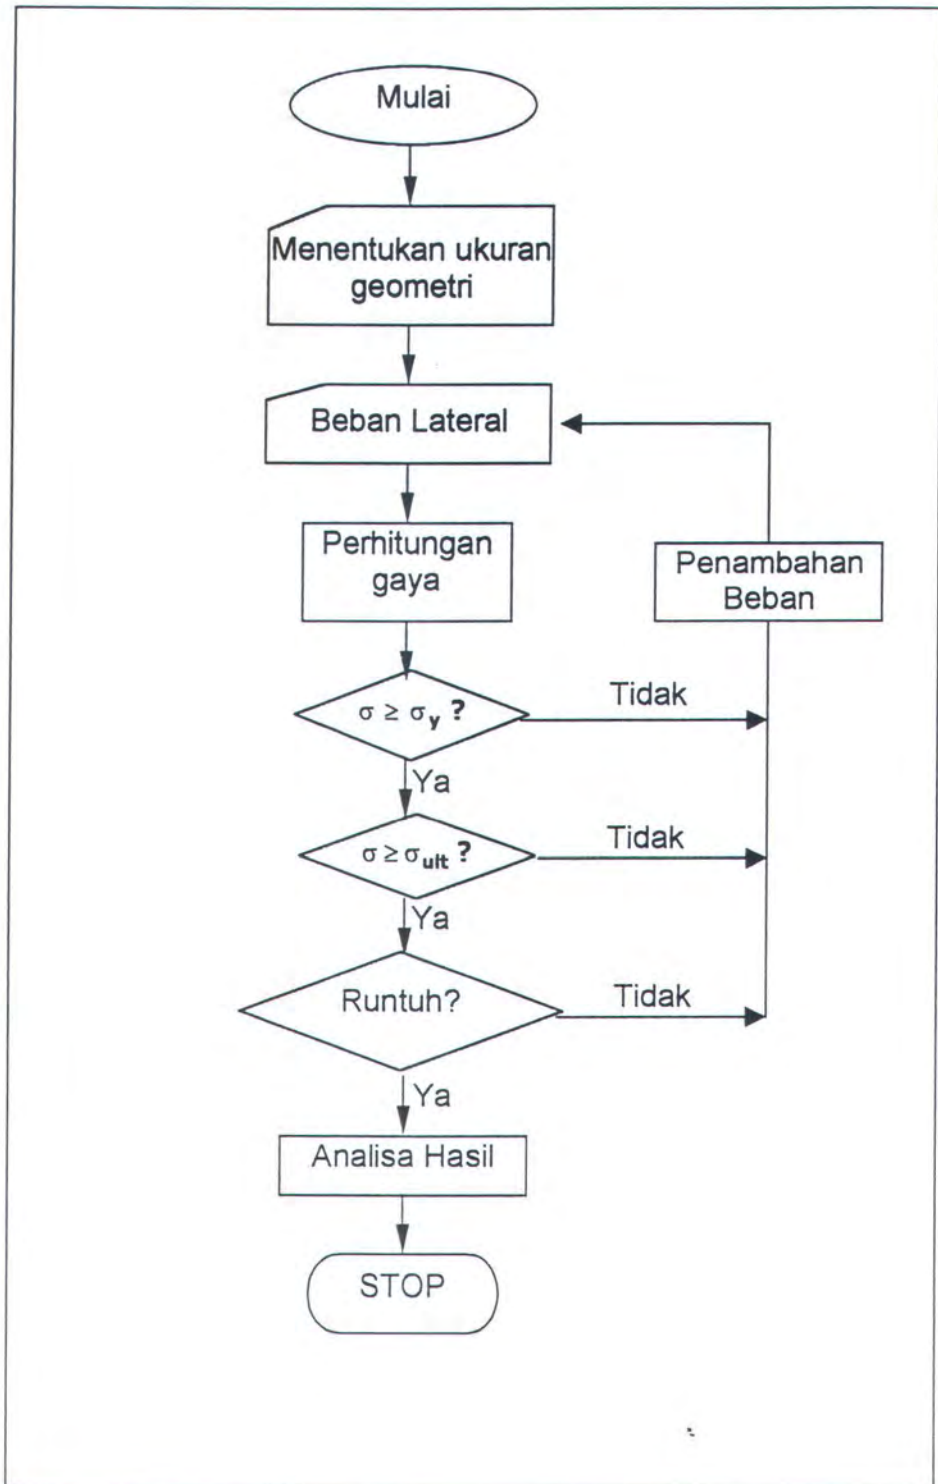 Mulai
Menentukan ukuran
geometri
Beban Lateral
Perhitungan
gaya
Penambahan
Beban
σ ≥ σy ?
Tidak
Ya
σ ≥ σult ?
Tidak
Ya
Runtuh?
Tidak
Ya
Analisa Hasil
STOP